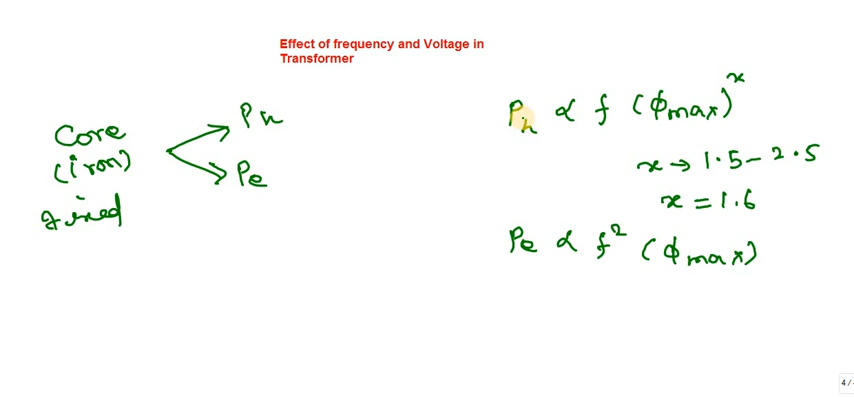 Effect of frequency and Voltage in
Transformer
Core
(iron)
fixed
Ph
Pe
Ph ∝ f (ϕmax)^x
x → 1.5 – 2.5
x = 1.6
Pe ∝ f² (ϕmax)
4 /